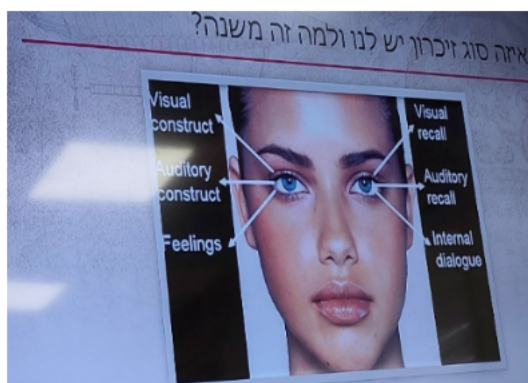 איזה סוג זיכרון יש לנו ולמה זה משנה?
Visual
construct
Auditory
construct
Feelings
Visual
recall
Auditory
recall
Internal
dialogue